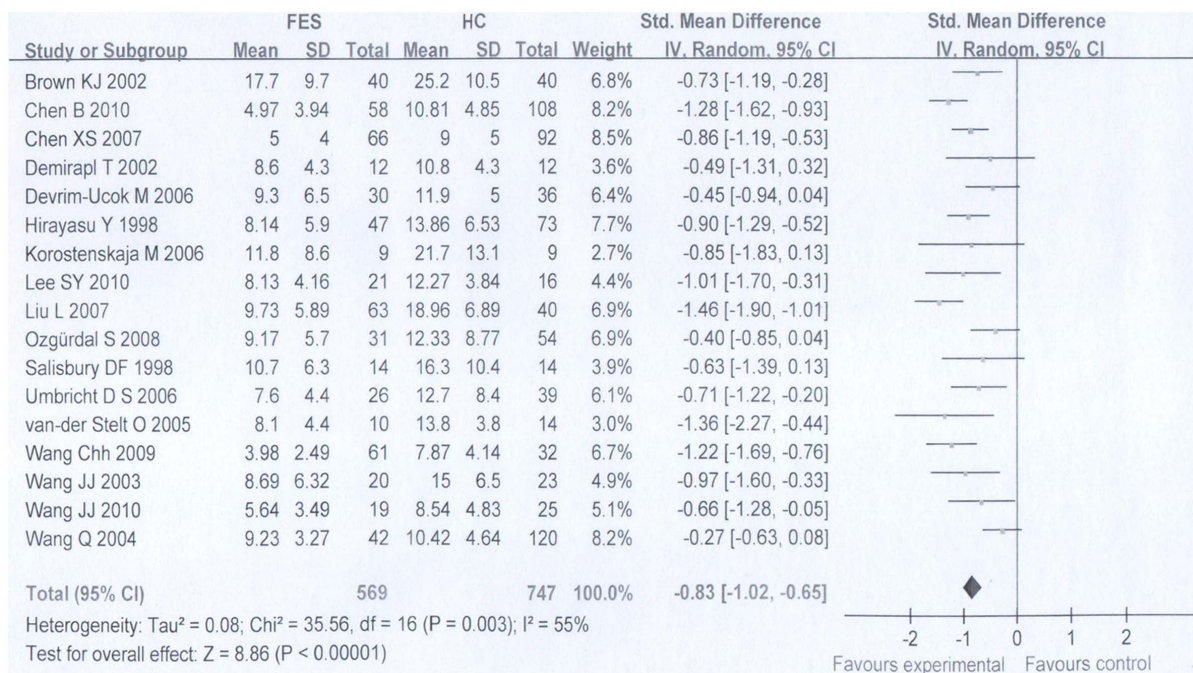 FES HC Std. Mean Difference Std. Mean Difference
Study or Subgroup Mean SD Total Mean SD Total Weight IV, Random, 95% CI IV, Random, 95% CI
Brown KJ 2002 17.7 9.7 40 25.2 10.5 40 6.8% -0.73 [-1.19, -0.28]
Chen B 2010 4.97 3.94 58 10.81 4.85 108 8.2% -1.28 [-1.62, -0.93]
Chen XS 2007 5 4 66 9 5 92 8.5% -0.86 [-1.19, -0.53]
Demirapl T 2002 8.6 4.3 12 10.8 4.3 12 3.6% -0.49 [-1.31, 0.32]
Devrim-Ucok M 2006 9.3 6.5 30 11.9 5 36 6.4% -0.45 [-0.94, 0.04]
Hirayasu Y 1998 8.14 5.9 47 13.86 6.53 73 7.7% -0.90 [-1.29, -0.52]
Korostenskaja M 2006 11.8 8.6 9 21.7 13.1 9 2.7% -0.85 [-1.83, 0.13]
Lee SY 2010 8.13 4.16 21 12.27 3.84 16 4.4% -1.01 [-1.70, -0.31]
Liu L 2007 9.73 5.89 63 18.96 6.89 40 6.9% -1.46 [-1.90, -1.01]
Ozgürdal S 2008 9.17 5.7 31 12.33 8.77 54 6.9% -0.40 [-0.85, 0.04]
Salisbury DF 1998 10.7 6.3 14 16.3 10.4 14 3.9% -0.63 [-1.39, 0.13]
Umbricht D S 2006 7.6 4.4 26 12.7 8.4 39 6.1% -0.71 [-1.22, -0.20]
van-der Stelt O 2005 8.1 4.4 10 13.8 3.8 14 3.0% -1.36 [-2.27, -0.44]
Wang Chh 2009 3.98 2.49 61 7.87 4.14 32 6.7% -1.22 [-1.69, -0.76]
Wang JJ 2003 8.69 6.32 20 15 6.5 23 4.9% -0.97 [-1.60, -0.33]
Wang JJ 2010 5.64 3.49 19 8.54 4.83 25 5.1% -0.66 [-1.28, -0.05]
Wang Q 2004 9.23 3.27 42 10.42 4.64 120 8.2% -0.27 [-0.63, 0.08]
Total (95% CI) 569 747 100.0% -0.83 [-1.02, -0.65]
Heterogeneity: Tau² = 0.08; Chi² = 35.56, df = 16 (P = 0.003); I² = 55%
Test for overall effect: Z = 8.86 (P < 0.00001)
-2 -1 0 1 2
Favours experimental Favours control